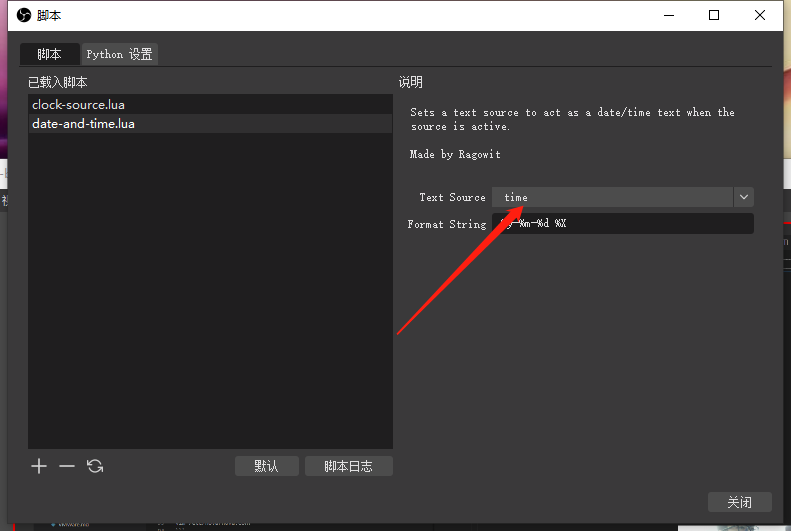 脚本
脚本
Python 设置
已载入脚本
说明
clock-source.lua
date-and-time.lua
Sets a text source to act as a date/time text when the
source is active.
Made by Ragowit
Text Source
time
Format String
%y-%m-%d %X
默认
脚本日志
关闭